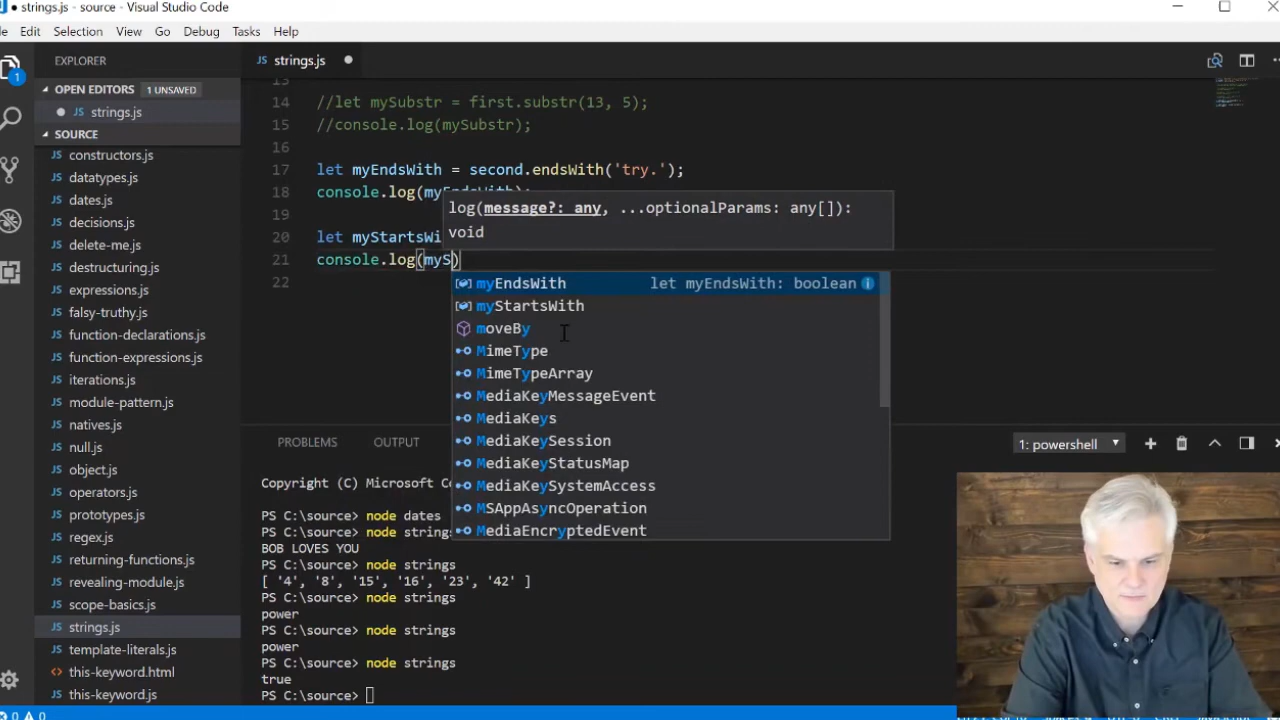 strings.js - source - Visual Studio Code
Edit Selection View Go Debug Tasks Help
EXPLORER
OPEN EDITORS 1 UNSAVED
strings.js
SOURCE
constructors.js
datatypes.js
dates.js
decisions.js
delete-me.js
destructuring.js
expressions.js
falsy-truthy.js
function-declarations.js
function-expressions.js
iterations.js
module-pattern.js
natives.js
null.js
object.js
operators.js
prototypes.js
regex.js
returning-functions.js
revealing-module.js
scope-basics.js
strings.js
template-literals.js
this-keyword.html
this-keyword.js
1
0 0
JS strings.js
13
14 //let mySubstr = first.substr(13, 5);
15 //console.log(mySubstr);
16
17 let myEndsWith = second.endsWith('try.');
18 console.log(myEndsWith);
19
20 let myStartsWi
21 console.log(myS)
22
log(message?: any, ...optionalParams: any[]):
void
myEndsWith let myEndsWith: boolean
myStartsWith
moveBy
MimeType
MimeTypeArray
MediaKeyMessageEvent
MediaKeys
MediaKeySession
MediaKeyStatusMap
MediaKeySystemAccess
MSAppAsyncOperation
MediaEncryptedEvent
PROBLEMS OUTPUT 1: powershell
Copyright (C) Microsoft
PS C:\source> node dates
PS C:\source> node strings
BOB LOVES YOU
PS C:\source> node strings
[ '4', '8', '15', '16', '23', '42' ]
PS C:\source> node strings
power
PS C:\source> node strings
power
PS C:\source> node strings
true
PS C:\source>